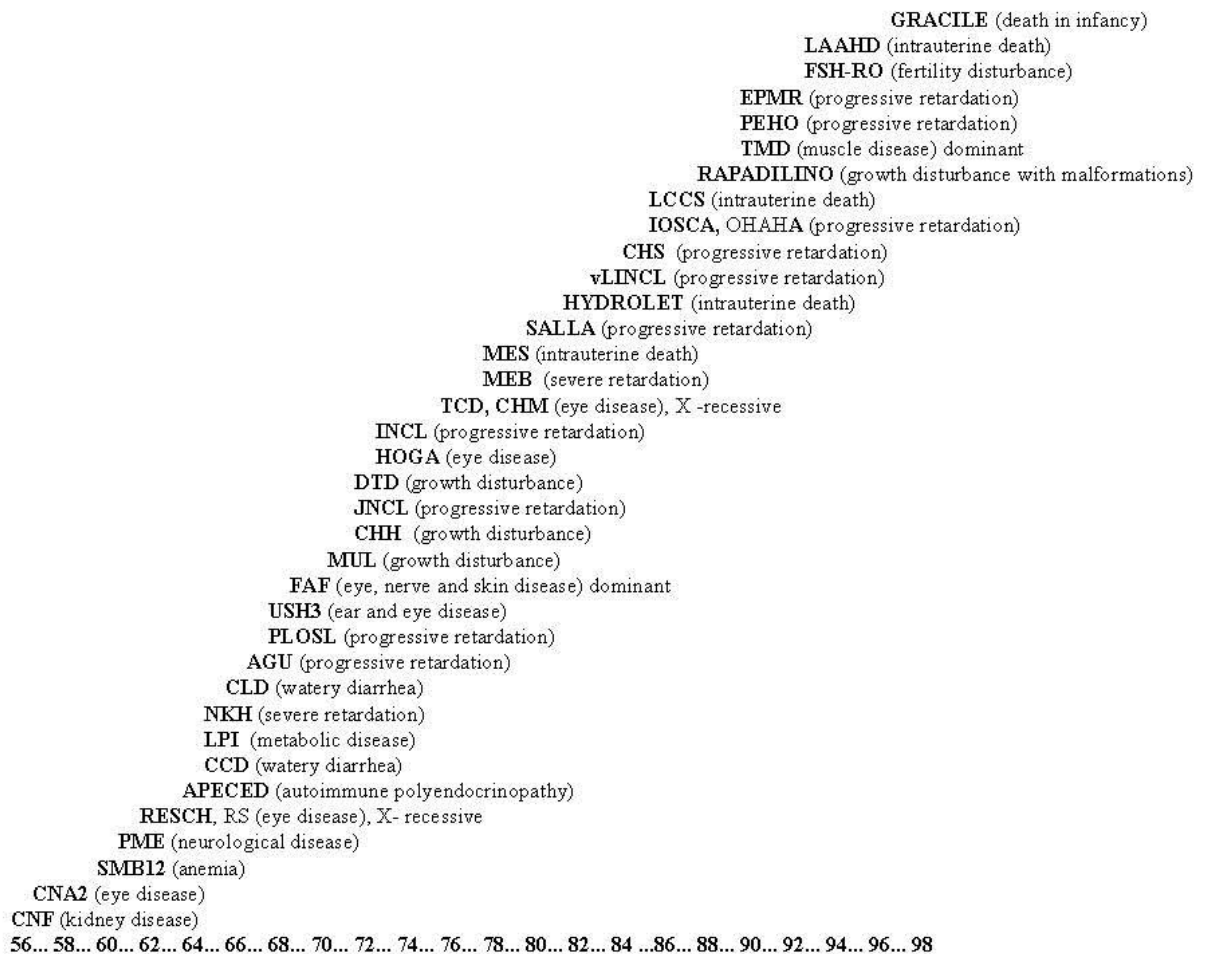 GRACILE (death in infancy)
LAAHD (intrauterine death)
FSH-RO (fertility disturbance)
EPMR (progressive retardation)
PEHO (progressive retardation)
TMD (muscle disease) dominant
RAPADILINO (growth disturbance with malformations)
LCCS (intrauterine death)
IOSCA, OHAHA (progressive retardation)
CHS (progressive retardation)
vLINCL (progressive retardation)
HYDROLET (intrauterine death)
SALLA (progressive retardation)
MES (intrauterine death)
MEB (severe retardation)
TCD, CHM (eye disease), X -recessive
INCL (progressive retardation)
HOGA (eye disease)
DTD (growth disturbance)
JNCL (progressive retardation)
CHH (growth disturbance)
MUL (growth disturbance)
FAF (eye, nerve and skin disease) dominant
USH3 (ear and eye disease)
PLOSL (progressive retardation)
AGU (progressive retardation)
CLD (watery diarrhea)
NKH (severe retardation)
LPI (metabolic disease)
CCD (watery diarrhea)
APECED (autoimmune polyendocrinopathy)
RESCH, RS (eye disease), X- recessive
PME (neurological disease)
SMB12 (anemia)
CNA2 (eye disease)
CNF (kidney disease)
56... 58... 60... 62... 64... 66... 68... 70... 72... 74... 76... 78... 80... 82... 84 ...86... 88... 90... 92... 94... 96... 98